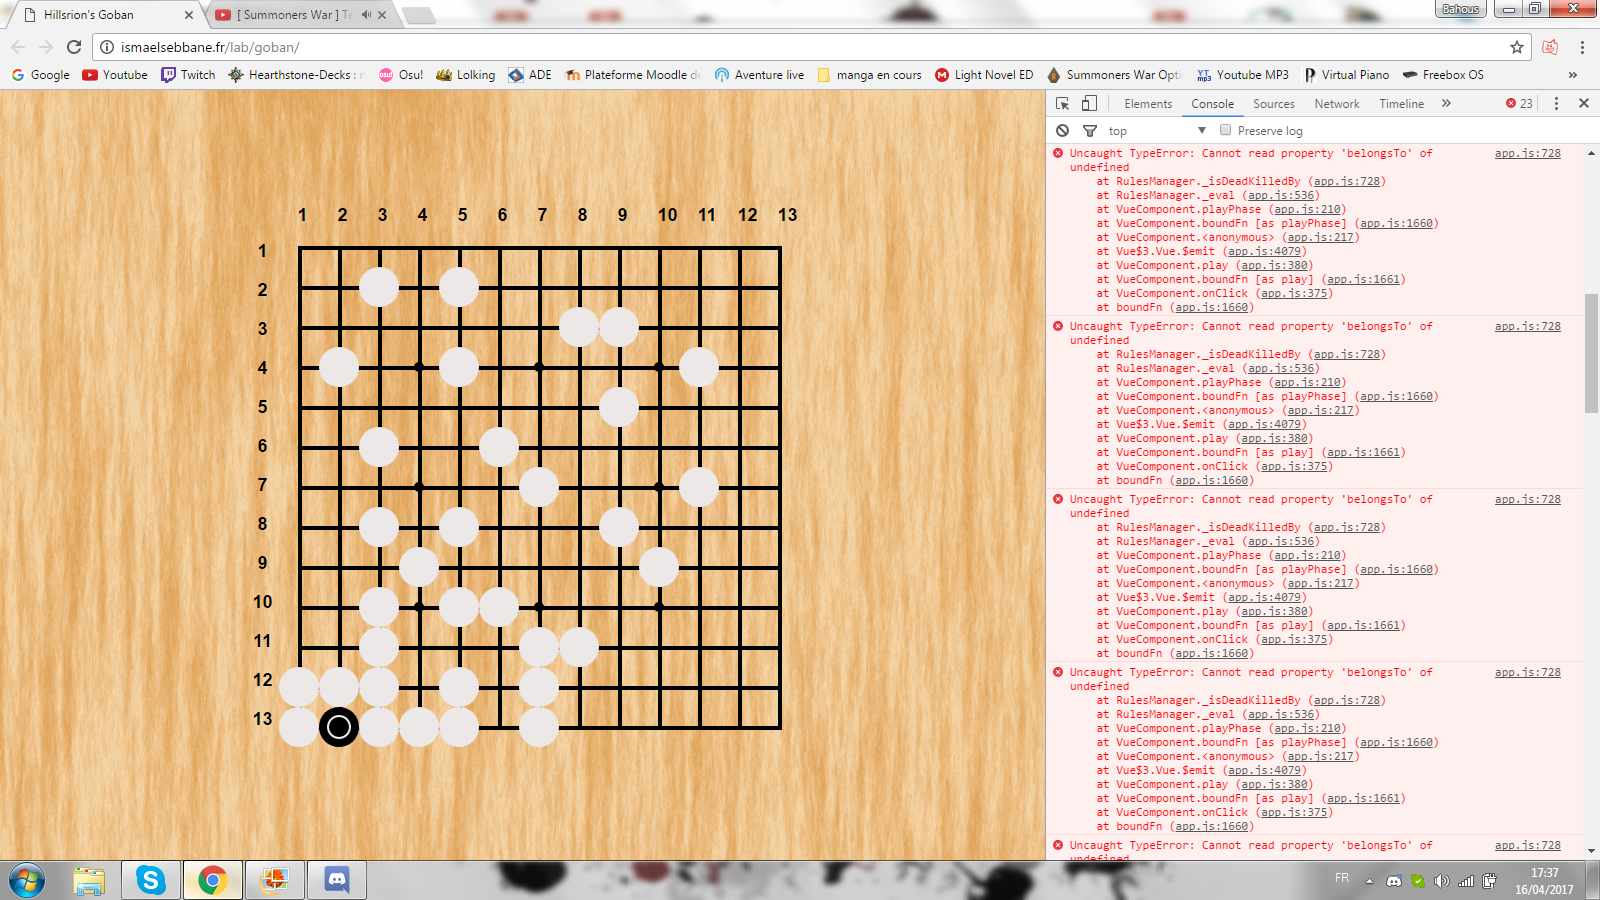 Hillsrion's Goban
[ Summoners War ] Te
Bahous
ismaelsebbane.fr/lab/goban/
Google
Youtube
Twitch
Hearthstone-Decks :
Osu!
Lolking
ADE
Plateforme Moodle de
Aventure live
manga en cours
Light Novel ED
Summoners War Opti
YT mp3
Youtube MP3
Virtual Piano
Freebox OS
»
Elements Console Sources Network Timeline » 23
top Preserve log
1 2 3 4 5 6 7 8 9 10 11 12 13
1
2
3
4
5
6
7
8
9
10
11
12
13
Uncaught TypeError: Cannot read property 'belongsTo' of app.js:728
undefined
at RulesManager._isDeadKilledBy (app.js:728)
at RulesManager._eval (app.js:536)
at VueComponent.playPhase (app.js:210)
at VueComponent.boundFn [as playPhase] (app.js:1660)
at VueComponent.<anonymous> (app.js:217)
at Vue$3.Vue.$emit (app.js:4079)
at VueComponent.play (app.js:380)
at VueComponent.boundFn [as play] (app.js:1661)
at VueComponent.onClick (app.js:375)
at boundFn (app.js:1660)
Uncaught TypeError: Cannot read property 'belongsTo' of app.js:728
undefined
at RulesManager._isDeadKilledBy (app.js:728)
at RulesManager._eval (app.js:536)
at VueComponent.playPhase (app.js:210)
at VueComponent.boundFn [as playPhase] (app.js:1660)
at VueComponent.<anonymous> (app.js:217)
at Vue$3.Vue.$emit (app.js:4079)
at VueComponent.play (app.js:380)
at VueComponent.boundFn [as play] (app.js:1661)
at VueComponent.onClick (app.js:375)
at boundFn (app.js:1660)
Uncaught TypeError: Cannot read property 'belongsTo' of app.js:728
undefined
at RulesManager._isDeadKilledBy (app.js:728)
at RulesManager._eval (app.js:536)
at VueComponent.playPhase (app.js:210)
at VueComponent.boundFn [as playPhase] (app.js:1660)
at VueComponent.<anonymous> (app.js:217)
at Vue$3.Vue.$emit (app.js:4079)
at VueComponent.play (app.js:380)
at VueComponent.boundFn [as play] (app.js:1661)
at VueComponent.onClick (app.js:375)
at boundFn (app.js:1660)
Uncaught TypeError: Cannot read property 'belongsTo' of app.js:728
undefined
at RulesManager._isDeadKilledBy (app.js:728)
at RulesManager._eval (app.js:536)
at VueComponent.playPhase (app.js:210)
at VueComponent.boundFn [as playPhase] (app.js:1660)
at VueComponent.<anonymous> (app.js:217)
at Vue$3.Vue.$emit (app.js:4079)
at VueComponent.play (app.js:380)
at VueComponent.boundFn [as play] (app.js:1661)
at VueComponent.onClick (app.js:375)
at boundFn (app.js:1660)
Uncaught TypeError: Cannot read property 'belongsTo' of app.js:728
FR
17:37
16/04/2017